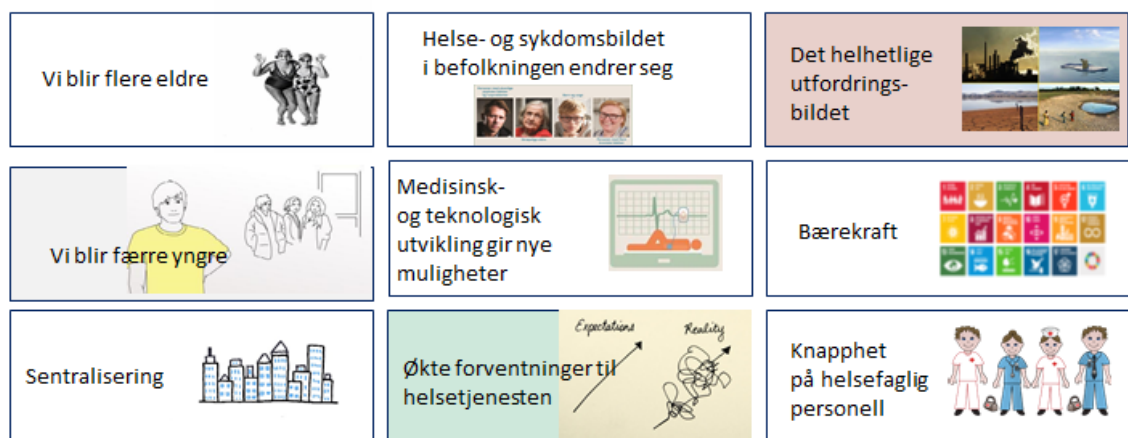 Vi blir flere eldre
Helse- og sykdomsbildet
i befolkningen endrer seg
Det helhetlige
utfordrings-
bildet
Vi blir færre yngre
Medisinsk-
og teknologisk
utvikling gir nye
muligheter
Bærekraft
Sentralisering
Økte forventninger til
helsetjenesten
Expectations
Reality
Knapphet
på helsefaglig
personell